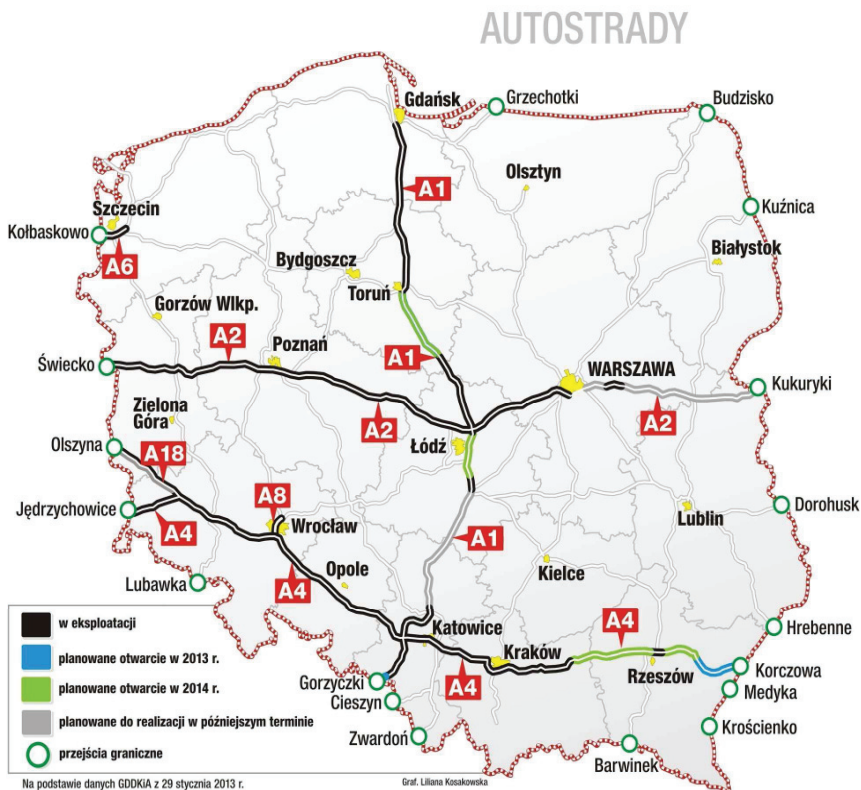 AUTOSTRADY
Gdańsk
Grzechotki
Budzisko
A1
Olsztyn
Kuźnica
Szczecin
Kołbaskowo
A6
Bydgoszcz
Białystok
Toruń
Gorzów Wlkp.
A2
Poznań
A1
Świecko
WARSZAWA
Kukuryki
Zielona
Góra
A2
A2
Łódź
Olszyna
A18
Jędrzychowice
A8
A4
Wrocław
Lublin
Dorohusk
A1
Opole
Kielce
Lubawka
A4
w eksploatacji
Katowice
A4
Hrebenne
planowane otwarcie w 2013 r.
Kraków
Korczowa
Gorzyczki
A4
Rzeszów
Medyka
planowane otwarcie w 2014 r.
Cieszyn
planowane do realizacji w późniejszym terminie
Krościenko
Zwardoń
przejścia graniczne
Barwinek
Na podstawie danych GDDKiA z 29 stycznia 2013 r.
Graf. Liliana Kosakowska